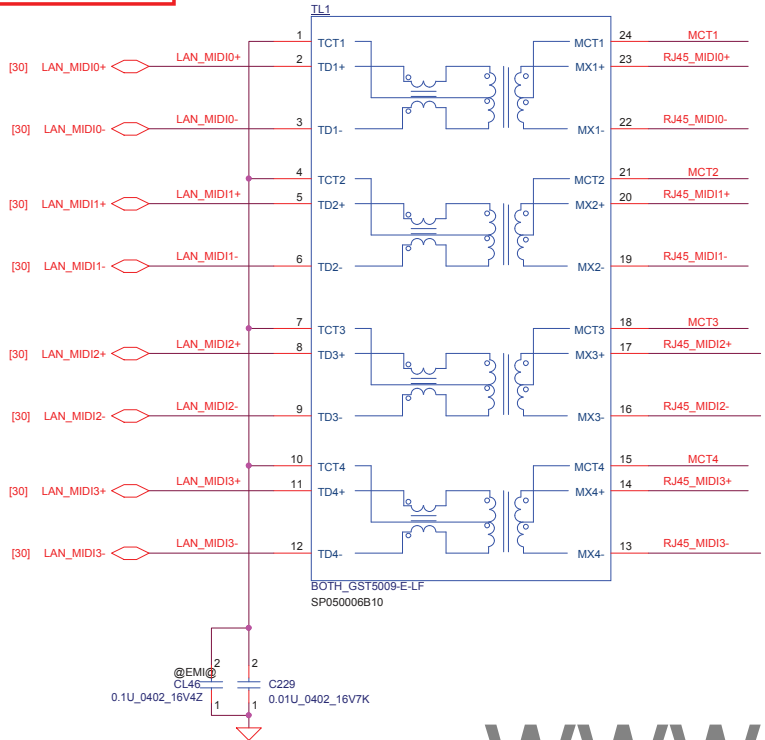 TL1
1 TCT1 MCT1 24 MCT1
[30] LAN_MIDI0+ LAN_MIDI0+ 2 TD1+ MX1+ 23 RJ45_MIDI0+
[30] LAN_MIDI0- LAN_MIDI0- 3 TD1- MX1- 22 RJ45_MIDI0-
4 TCT2 MCT2 21 MCT2
[30] LAN_MIDI1+ LAN_MIDI1+ 5 TD2+ MX2+ 20 RJ45_MIDI1+
[30] LAN_MIDI1- LAN_MIDI1- 6 TD2- MX2- 19 RJ45_MIDI1-
7 TCT3 MCT3 18 MCT3
[30] LAN_MIDI2+ LAN_MIDI2+ 8 TD3+ MX3+ 17 RJ45_MIDI2+
[30] LAN_MIDI2- LAN_MIDI2- 9 TD3- MX3- 16 RJ45_MIDI2-
10 TCT4 MCT4 15 MCT4
[30] LAN_MIDI3+ LAN_MIDI3+ 11 TD4+ MX4+ 14 RJ45_MIDI3+
[30] LAN_MIDI3- LAN_MIDI3- 12 TD4- MX4- 13 RJ45_MIDI3-
BOTH_GST5009-E-LF
SP050006B10
2 2
@EMI@
CL46 C229
0.1U_0402_16V4Z 0.01U_0402_16V7K
1 1